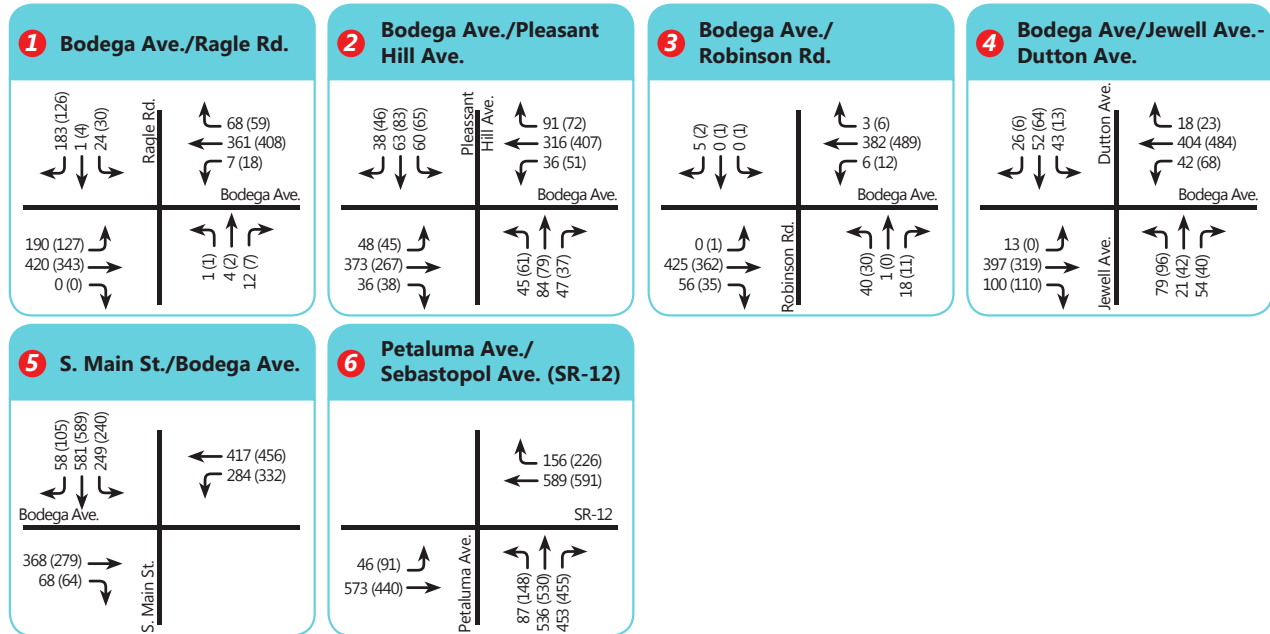 1 Bodega Ave./Ragle Rd.
183 (126)
1 (4)
24 (30)
Ragle Rd.
68 (59)
361 (408)
7 (18)
Bodega Ave.
190 (127)
420 (343)
0 (0)
1 (1)
4 (2)
12 (7)
2 Bodega Ave./Pleasant
Hill Ave.
38 (46)
63 (83)
60 (65)
Pleassant
Hill Ave.
91 (72)
316 (407)
36 (51)
Bodega Ave.
48 (45)
373 (267)
36 (38)
45 (61)
84 (79)
47 (37)
3 Bodega Ave./
Robinson Rd.
5 (2)
0 (1)
0 (1)
3 (6)
382 (489)
6 (12)
Bodega Ave.
0 (1)
425 (362)
56 (35)
Robinson Rd.
40 (30)
1 (0)
18 (11)
4 Bodega Ave/Jewell Ave.-
Dutton Ave.
26 (6)
52 (64)
43 (13)
Dutton Ave.
18 (23)
404 (484)
42 (68)
Bodega Ave.
13 (0)
397 (319)
100 (110)
Jewell Ave.
79 (96)
21 (42)
54 (40)
5 S. Main St./Bodega Ave.
58 (105)
581 (589)
249 (240)
417 (456)
284 (332)
Bodega Ave.
368 (279)
68 (64)
S. Main St.
6 Petaluma Ave./
Sebastopol Ave. (SR-12)
156 (226)
589 (591)
SR-12
46 (91)
573 (440)
Petaluma Ave.
87 (148)
536 (530)
453 (455)